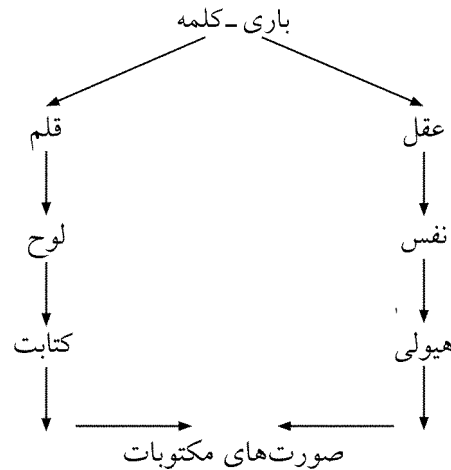 باری ـ کلمه
عقل قلم
نفس لوح
هیولی کتابت
صورت‌های مکتوبات